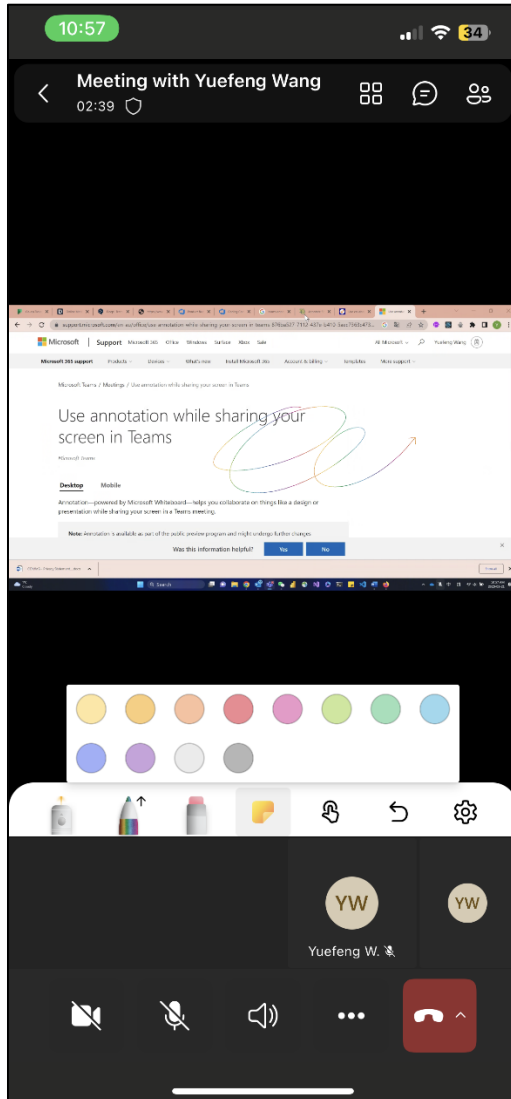 10:57
34
Meeting with Yuefeng Wang
02:39
Microsoft
Support
Microsoft 365
Office
Windows
Surface
Xbox
Sale
All Microsoft
Yuefeng Wang
Microsoft 365 support
Products
Devices
What's new
Install Microsoft 365
Account & billing
Templates
More support
Microsoft Teams / Meetings / Use annotation while sharing your screen in Teams
Use annotation while sharing your
screen in Teams
Microsoft Teams
Desktop
Mobile
Annotation—powered by Microsoft Whiteboard—helps you collaborate on things like a design or
presentation while sharing your screen in a Teams meeting.
Note: Annotation is available as part of the public preview program and might undergo further changes
Was this information helpful?
Yes
No
Search
YW
YW
Yuefeng W.